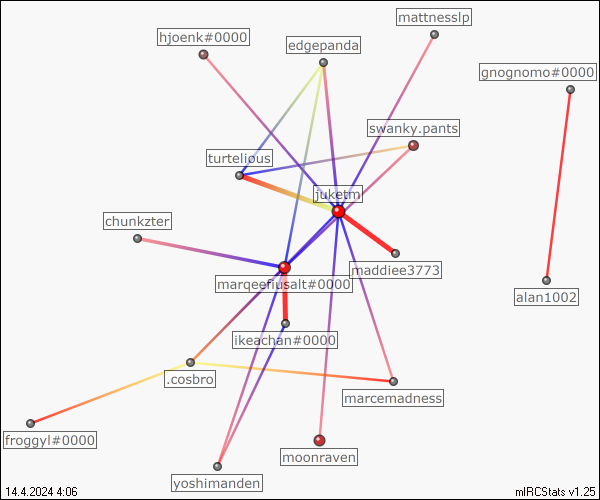 mattnesslp
hjoenk#0000
edgepanda
gnognomo#0000
swanky.pants
turtelious
juketm
chunkzter
maddiee3773
marqeefiusalt#0000
alan1002
ikeachan#0000
.cosbro
marcemadness
froggyl#0000
moonraven
yoshimanden
14.4.2024 4:06
mIRCStats v1.25